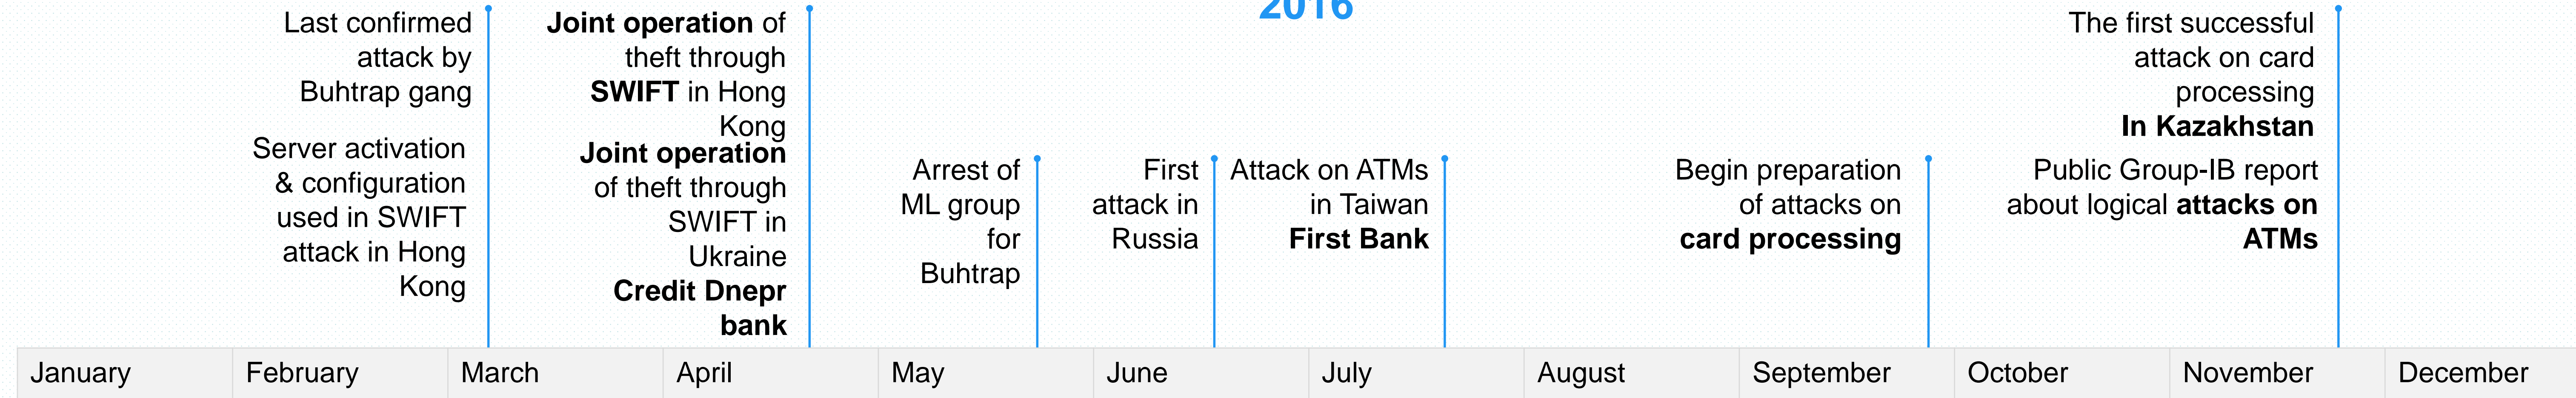 2016
Last confirmed
attack by
Buhtrap gang
Server activation
& configuration
used in SWIFT
attack in Hong
Kong
Joint operation of
theft through
SWIFT in Hong
Kong
Joint operation
of theft through
SWIFT in
Ukraine
Credit Dnepr
bank
Arrest of
ML group
for
Buhtrap
First
attack in
Russia
Attack on ATMs
in Taiwan
First Bank
Begin preparation
of attacks on
card processing
The first successful
attack on card
processing
In Kazakhstan
Public Group-IB report
about logical attacks on
ATMs
January
February
March
April
May
June
July
August
September
October
November
December